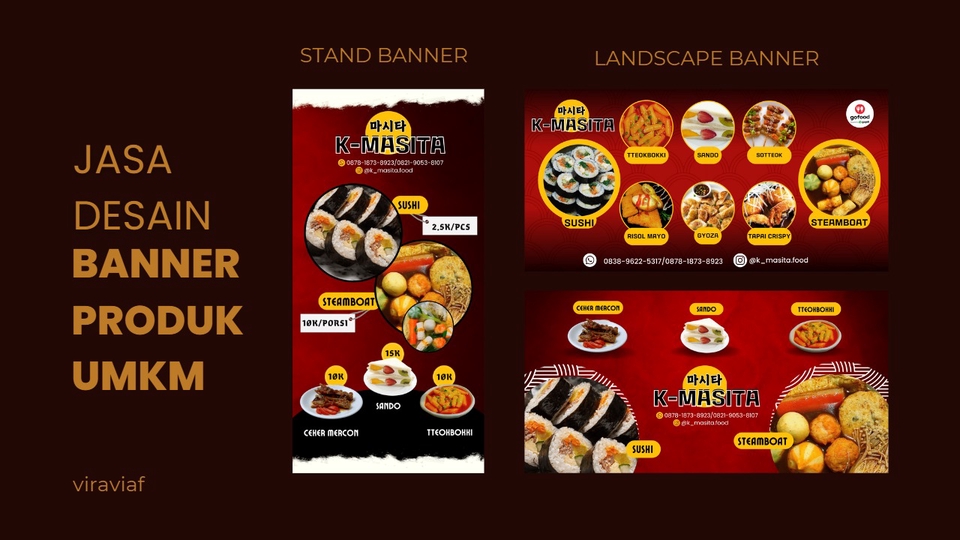 JASA
DESAIN
BANNER
PRODUK
UMKM
viraviaf
STAND BANNER
마시타
K-MASITA
0878-1873-8923/0821-9053-8107
@k_masita.food
SUSHI
2,5K/PCS
STEAMBOAT
10K/PORSI
15K
10K
10K
SANDO
CEKER MERCON
TTEOKBOKKI
LANDSCAPE BANNER
마시타
K-MASITA
gofood
TTEOKBOKKI
SANDO
SOTTEOK
SUSHI
STEAMBOAT
RISOL MAYO
GYOZA
TAPAI CRISPY
0838-9622-5317/0878-1873-8923
@k_masita.food
CEKER MERCON
SANDO
TTEOKBOKKI
마시타
K-MASITA
0878-1873-8923/0821-9053-8107
@k_masita.food
SUSHI
STEAMBOAT